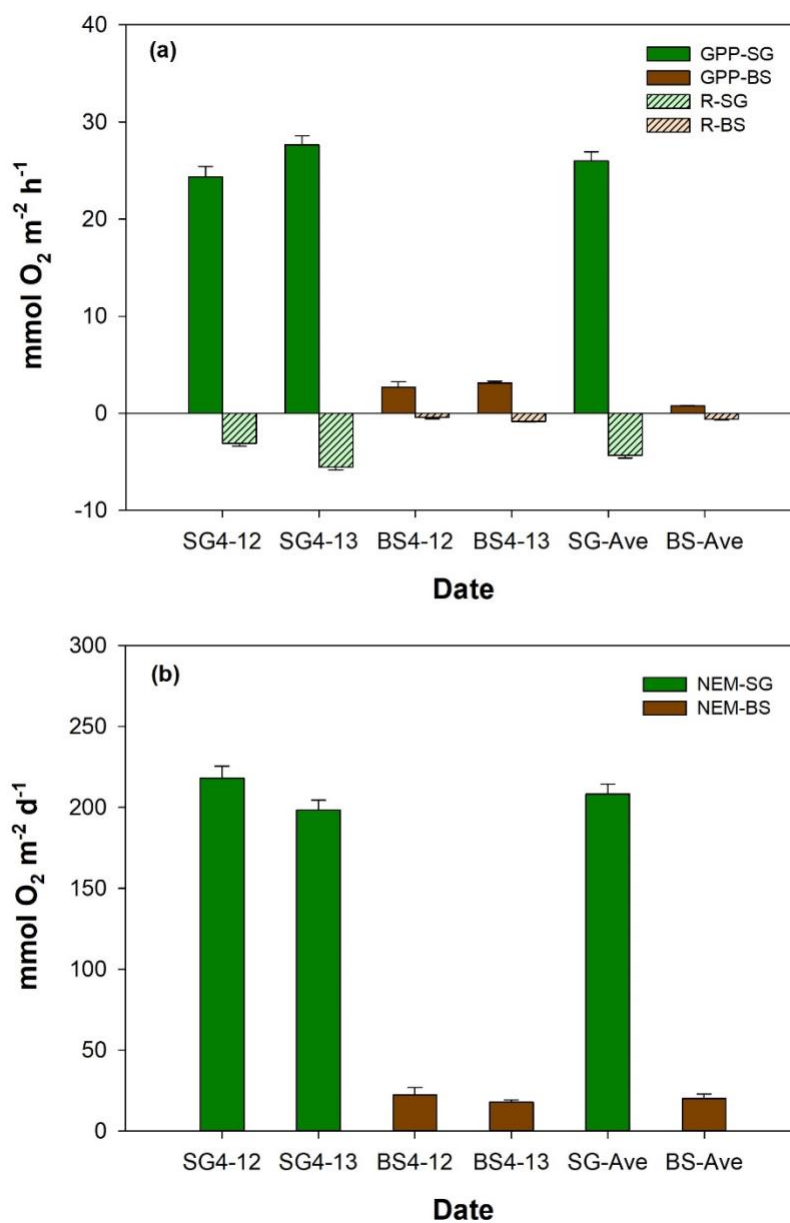 (a)
GPP-SG
GPP-BS
R-SG
R-BS
40
30
20
10
0
-10
mmol O₂ m⁻² h⁻¹
SG4-12 SG4-13 BS4-12 BS4-13 SG-Ave BS-Ave
Date
(b)
NEM-SG
NEM-BS
300
250
200
150
100
50
0
mmol O₂ m⁻² d⁻¹
SG4-12 SG4-13 BS4-12 BS4-13 SG-Ave BS-Ave
Date